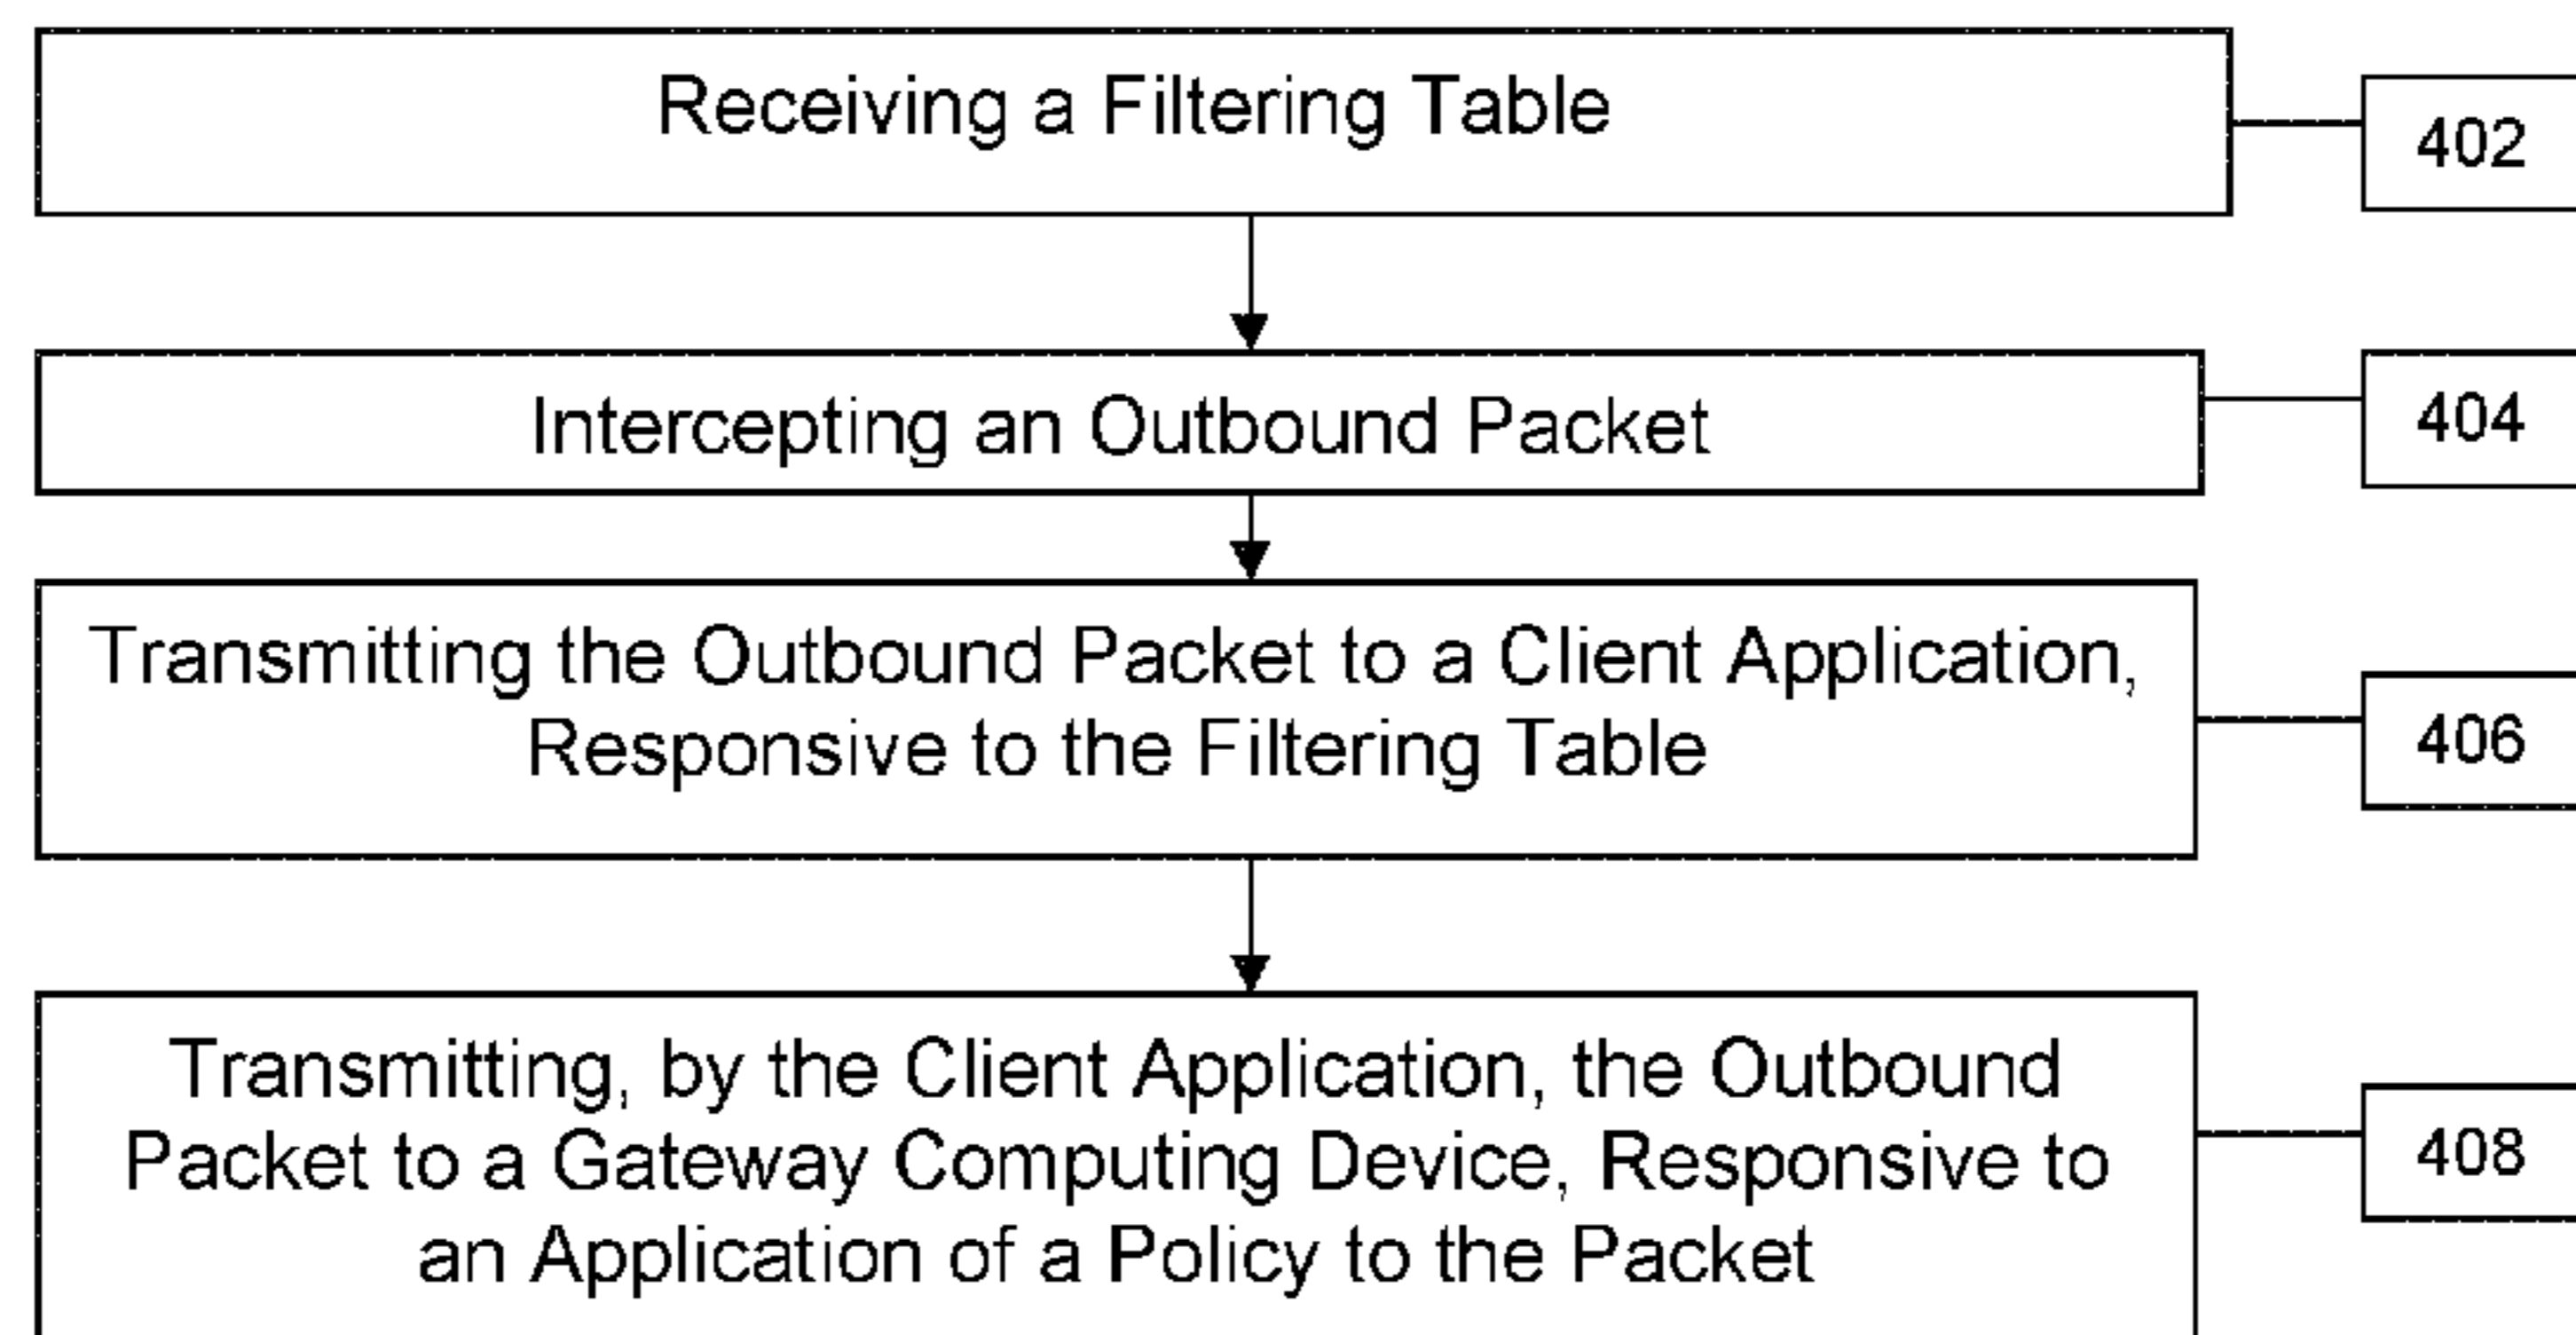 Receiving a Filtering Table
402
Intercepting an Outbound Packet
404
Transmitting the Outbound Packet to a Client Application,
Responsive to the Filtering Table
406
Transmitting, by the Client Application, the Outbound
Packet to a Gateway Computing Device, Responsive to
an Application of a Policy to the Packet
408